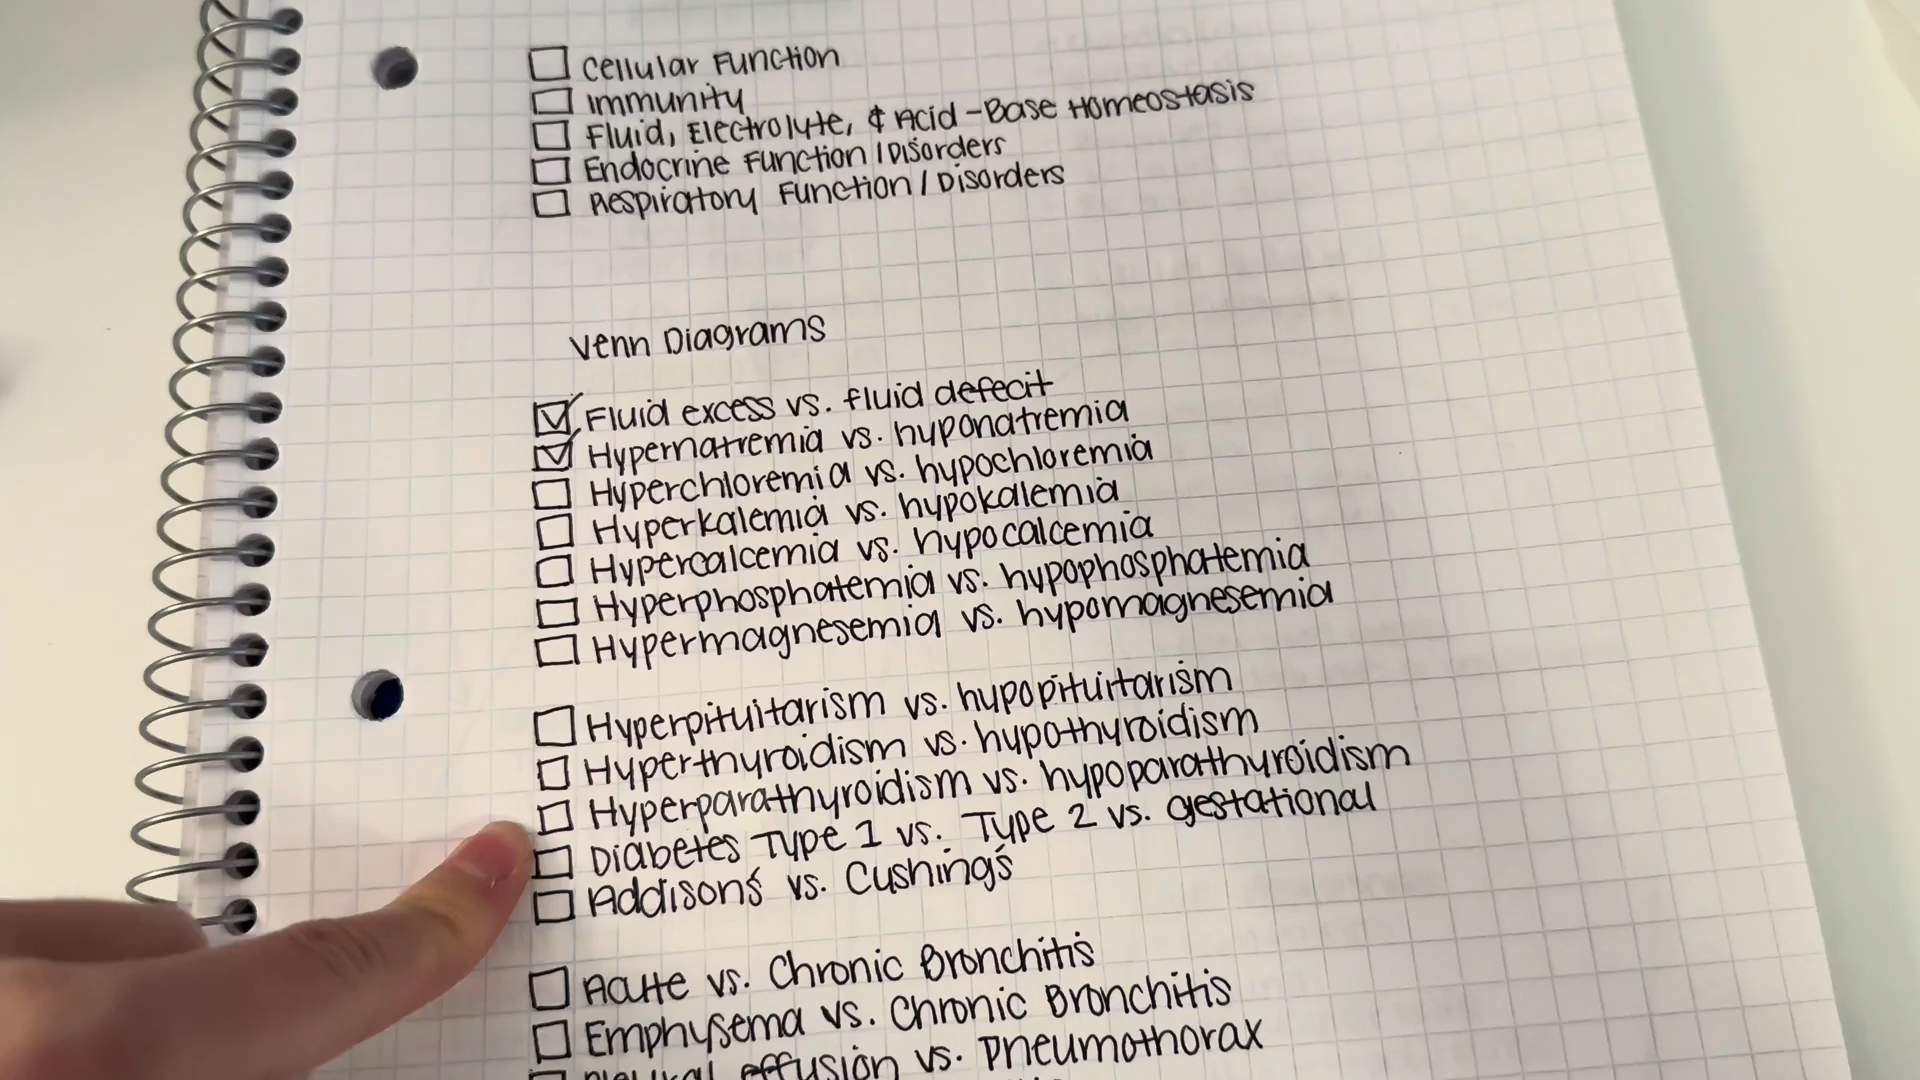 Cellular Function
Immunity
Fluid, Electrolyte, & Acid-Base Homeostasis
Endocrine Function / Disorders
Respiratory Function / Disorders
Venn Diagrams
Fluid excess vs. fluid defecit
Hypernatremia vs. hyponatremia
Hyperchloremia vs. hypochloremia
Hyperkalemia vs. hypokalemia
Hypercalcemia vs. hypocalcemia
Hyperphosphatemia vs. hypophosphatemia
Hypermagnesemia vs. hypomagnesemia
Hyperpituitarism vs. hypopituitarism
Hyperthyroidism vs. hypothyroidism
Hyperparathyroidism vs. hypoparathyroidism
Diabetes Type 1 vs. Type 2 vs. gestational
Addison's vs. Cushing's
Acute vs. Chronic Bronchitis
Emphysema vs. Chronic Bronchitis
Pleural effusion vs. Pneumothorax